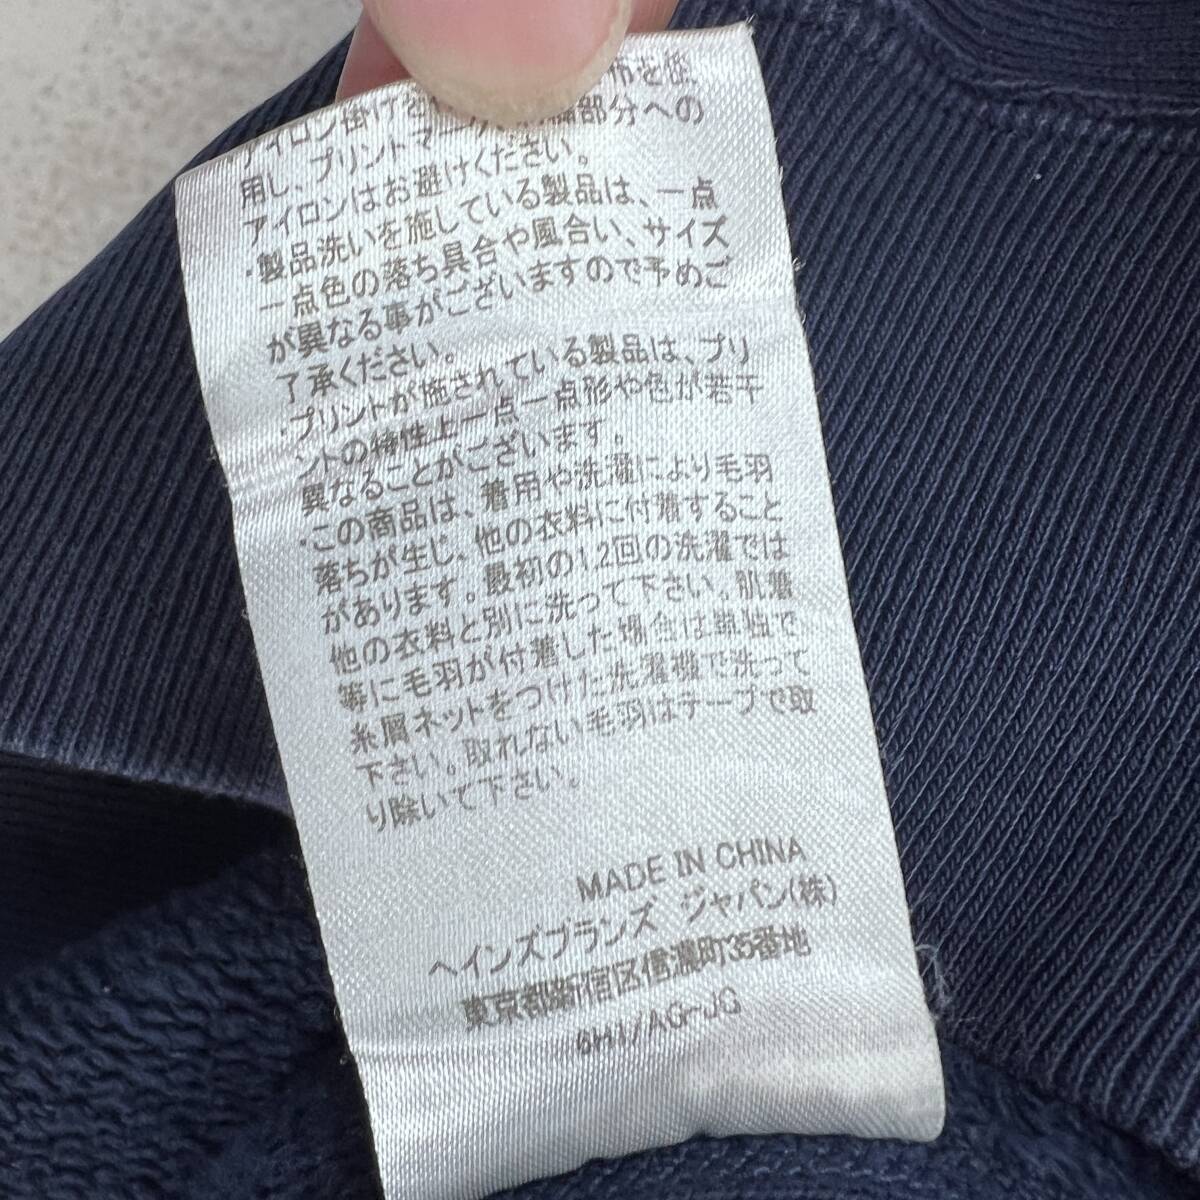 アイロン掛け
用し、プリントマーク 部分への
アイロンはお避けください。
・製品洗いを施している製品は、一点
一点色の落ち具合や風合い、サイズ
が異なる事がございますので予めご
了承ください。
・プリントが施されている製品は、プリ
ントの特性上一点一点形や色が若干
異なることがございます。
・この商品は、着用や洗濯により毛羽
落ちが生じ、他の衣料に付着すること
があります。最初の1,2回の洗濯では
他の衣料と別に洗って下さい。肌着
等に毛羽が付着した場合は単独で
糸屑ネットをつけた洗濯機で洗って
下さい。取れない毛羽はテープで取
り除いて下さい。
MADE IN CHINA
ヘインズブランズ ジャパン(株)
東京都新宿区信濃町35番地
6H1/AG-JG